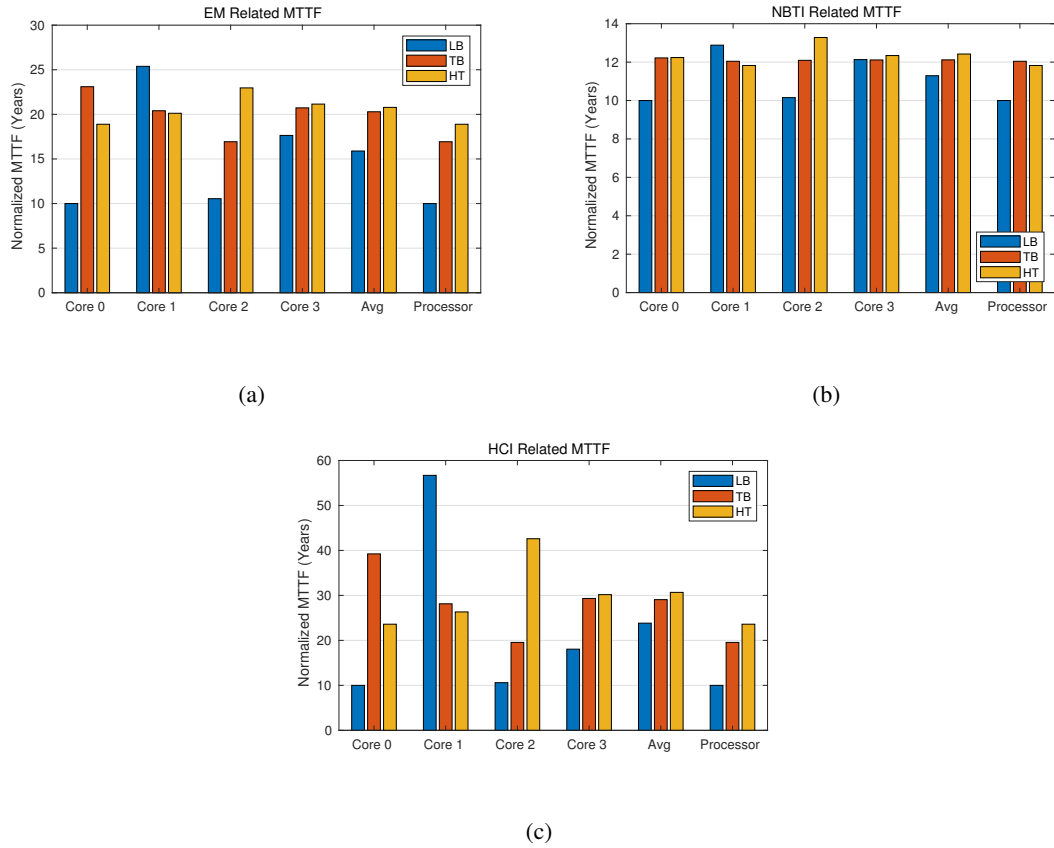 EM Related MTTF
Normalized MTTF (Years)
30
25
20
15
10
5
0
LB
TB
HT
Core 0 Core 1 Core 2 Core 3 Avg Processor
(a)
NBTI Related MTTF
Normalized MTTF (Years)
14
12
10
8
6
4
2
0
LB
TB
HT
Core 0 Core 1 Core 2 Core 3 Avg Processor
(b)
HCI Related MTTF
Normalized MTTF (Years)
60
50
40
30
20
10
0
LB
TB
HT
Core 0 Core 1 Core 2 Core 3 Avg Processor
(c)